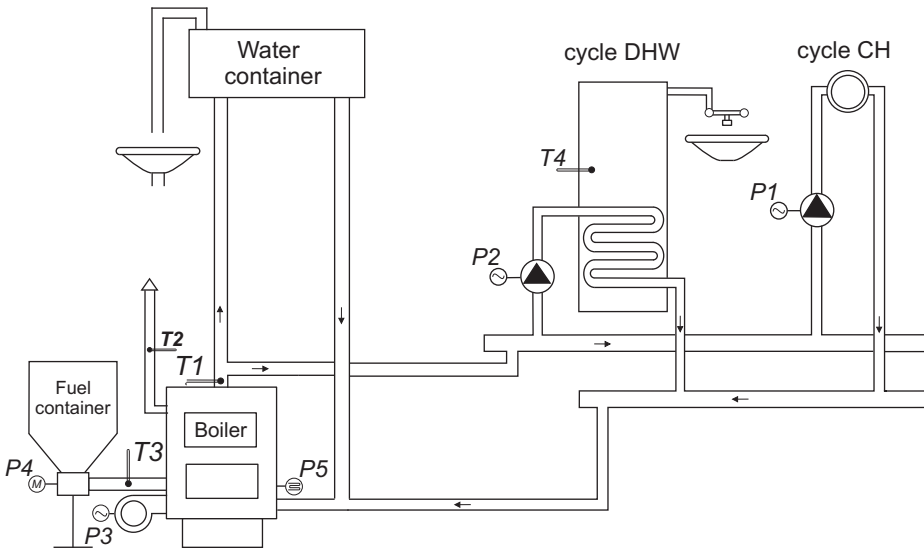 Water
container
cycle DHW
cycle CH
T4
P1
P2
T2
T1
Fuel
container
Boiler
T3
P4
M
P5
P3